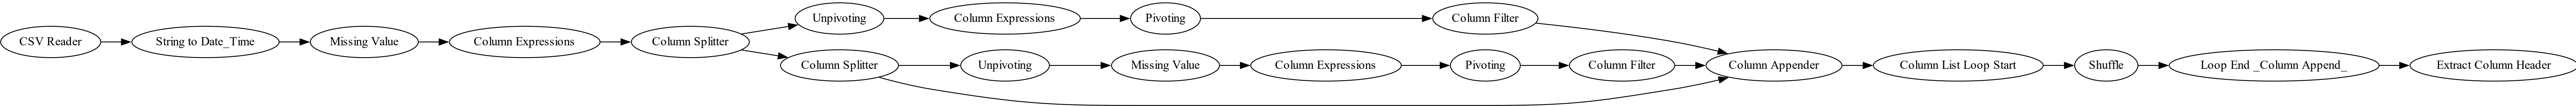 CSV Reader
String to Date_Time
Missing Value
Column Expressions
Column Splitter
Unpivoting
Column Expressions
Pivoting
Column Filter
Column Splitter
Unpivoting
Missing Value
Column Expressions
Pivoting
Column Filter
Column Appender
Column List Loop Start
Shuffle
Loop End _Column Append_
Extract Column Header